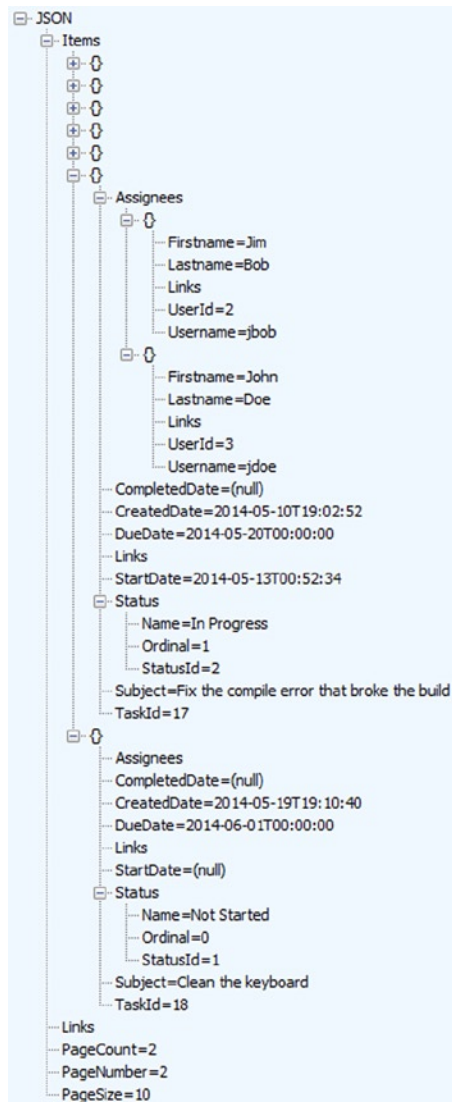 JSON
Items
{}
{}
{}
{}
{}
{}
Assignees
{}
Firstname=Jim
Lastname=Bob
Links
UserId=2
Username=jbob
{}
Firstname=John
Lastname=Doe
Links
UserId=3
Username=jdoe
CompletedDate=(null)
CreatedDate=2014-05-10T19:02:52
DueDate=2014-05-20T00:00:00
Links
StartDate=2014-05-13T00:52:34
Status
Name=In Progress
Ordinal=1
StatusId=2
Subject=Fix the compile error that broke the build
TaskId=17
{}
Assignees
CompletedDate=(null)
CreatedDate=2014-05-19T19:10:40
DueDate=2014-06-01T00:00:00
Links
StartDate=(null)
Status
Name=Not Started
Ordinal=0
StatusId=1
Subject=Clean the keyboard
TaskId=18
Links
PageCount=2
PageNumber=2
PageSize=10